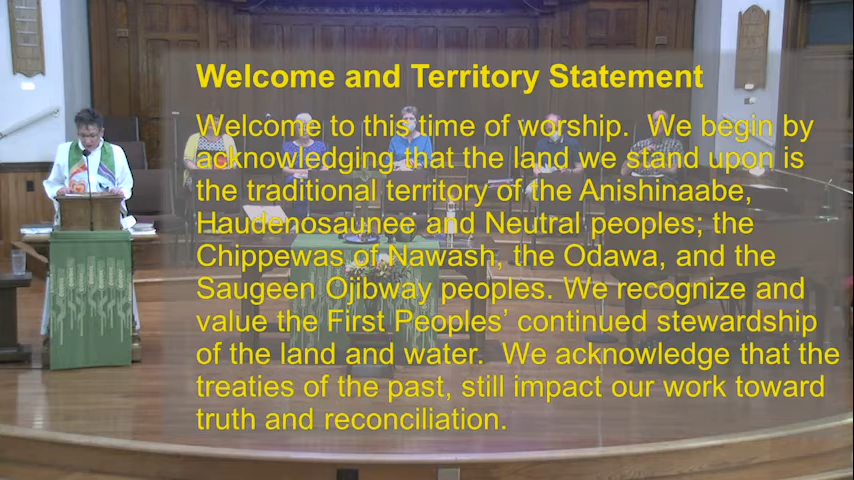 Welcome and Territory Statement
Welcome to this time of worship. We begin by
acknowledging that the land we stand upon is
the traditional territory of the Anishinaabe,
Haudenosaunee and Neutral peoples; the
Chippewas of Nawash, the Odawa, and the
Saugeen Ojibway peoples. We recognize and
value the First Peoples’ continued stewardship
of the land and water. We acknowledge that the
treaties of the past, still impact our work toward
truth and reconciliation.